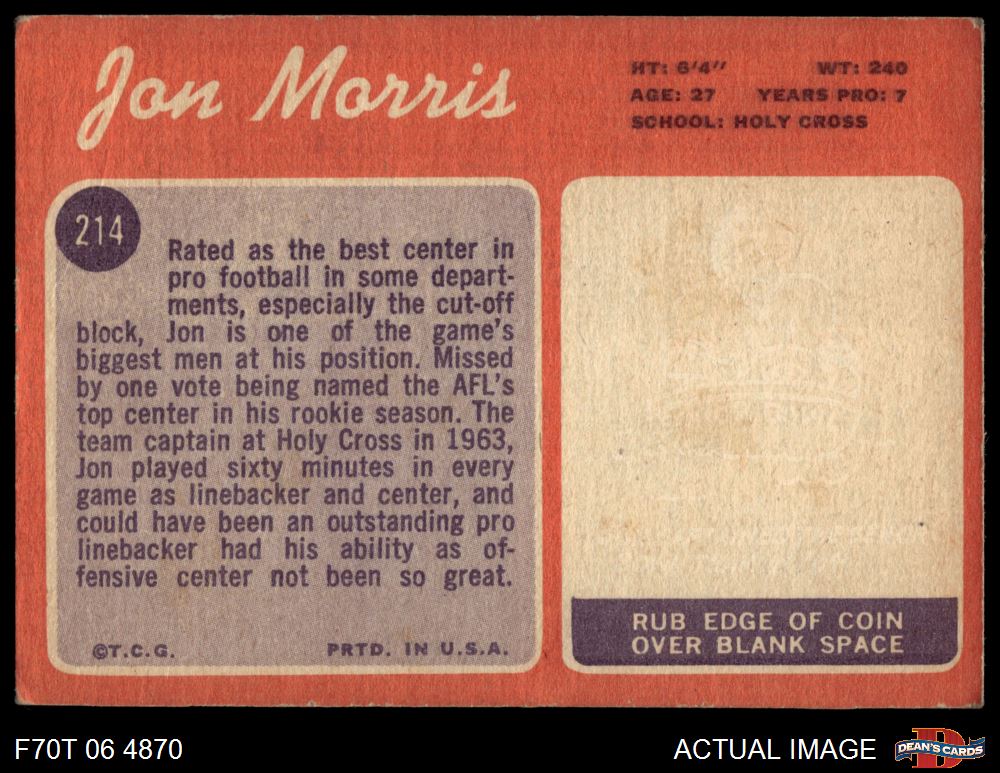 Jon Morris
HT: 6'4" WT: 240
AGE: 27 YEARS PRO: 7
SCHOOL: HOLY CROSS
214
Rated as the best center in
pro football in some depart-
ments, especially the cut-off
block, Jon is one of the game's
biggest men at his position. Missed
by one vote being named the AFL's
top center in his rookie season. The
team captain at Holy Cross in 1963,
Jon played sixty minutes in every
game as linebacker and center, and
could have been an outstanding pro
linebacker had his ability as of-
fensive center not been so great.
©T.C.G. PRTD. IN U.S.A.
RUB EDGE OF COIN
OVER BLANK SPACE
F70T 06 4870
ACTUAL IMAGE
DEAN'S CARDS